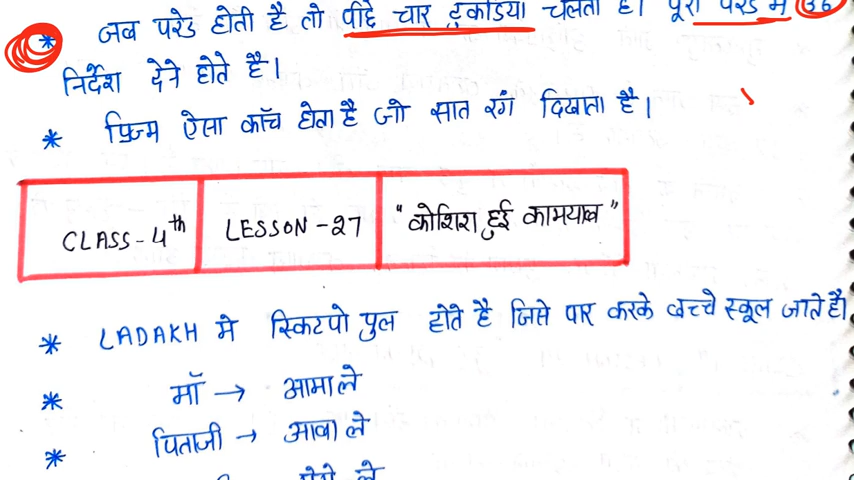 * जब परेड होती है तो पीछे चार टुकडिया चलती है। पूरी परेड में 36
निर्देश देने होते है।
* प्रिज्म ऐसा काँच होता है जो सात रंग दिखाता है।
CLASS-4th LESSON-27 "कोशिश हुई कामयाब"
* LADAKH मे स्किटपो पुल होते है जिसे पार करके बच्चे स्कूल जाते है।
* माँ → आमा ले
* पिताजी → आबा ले